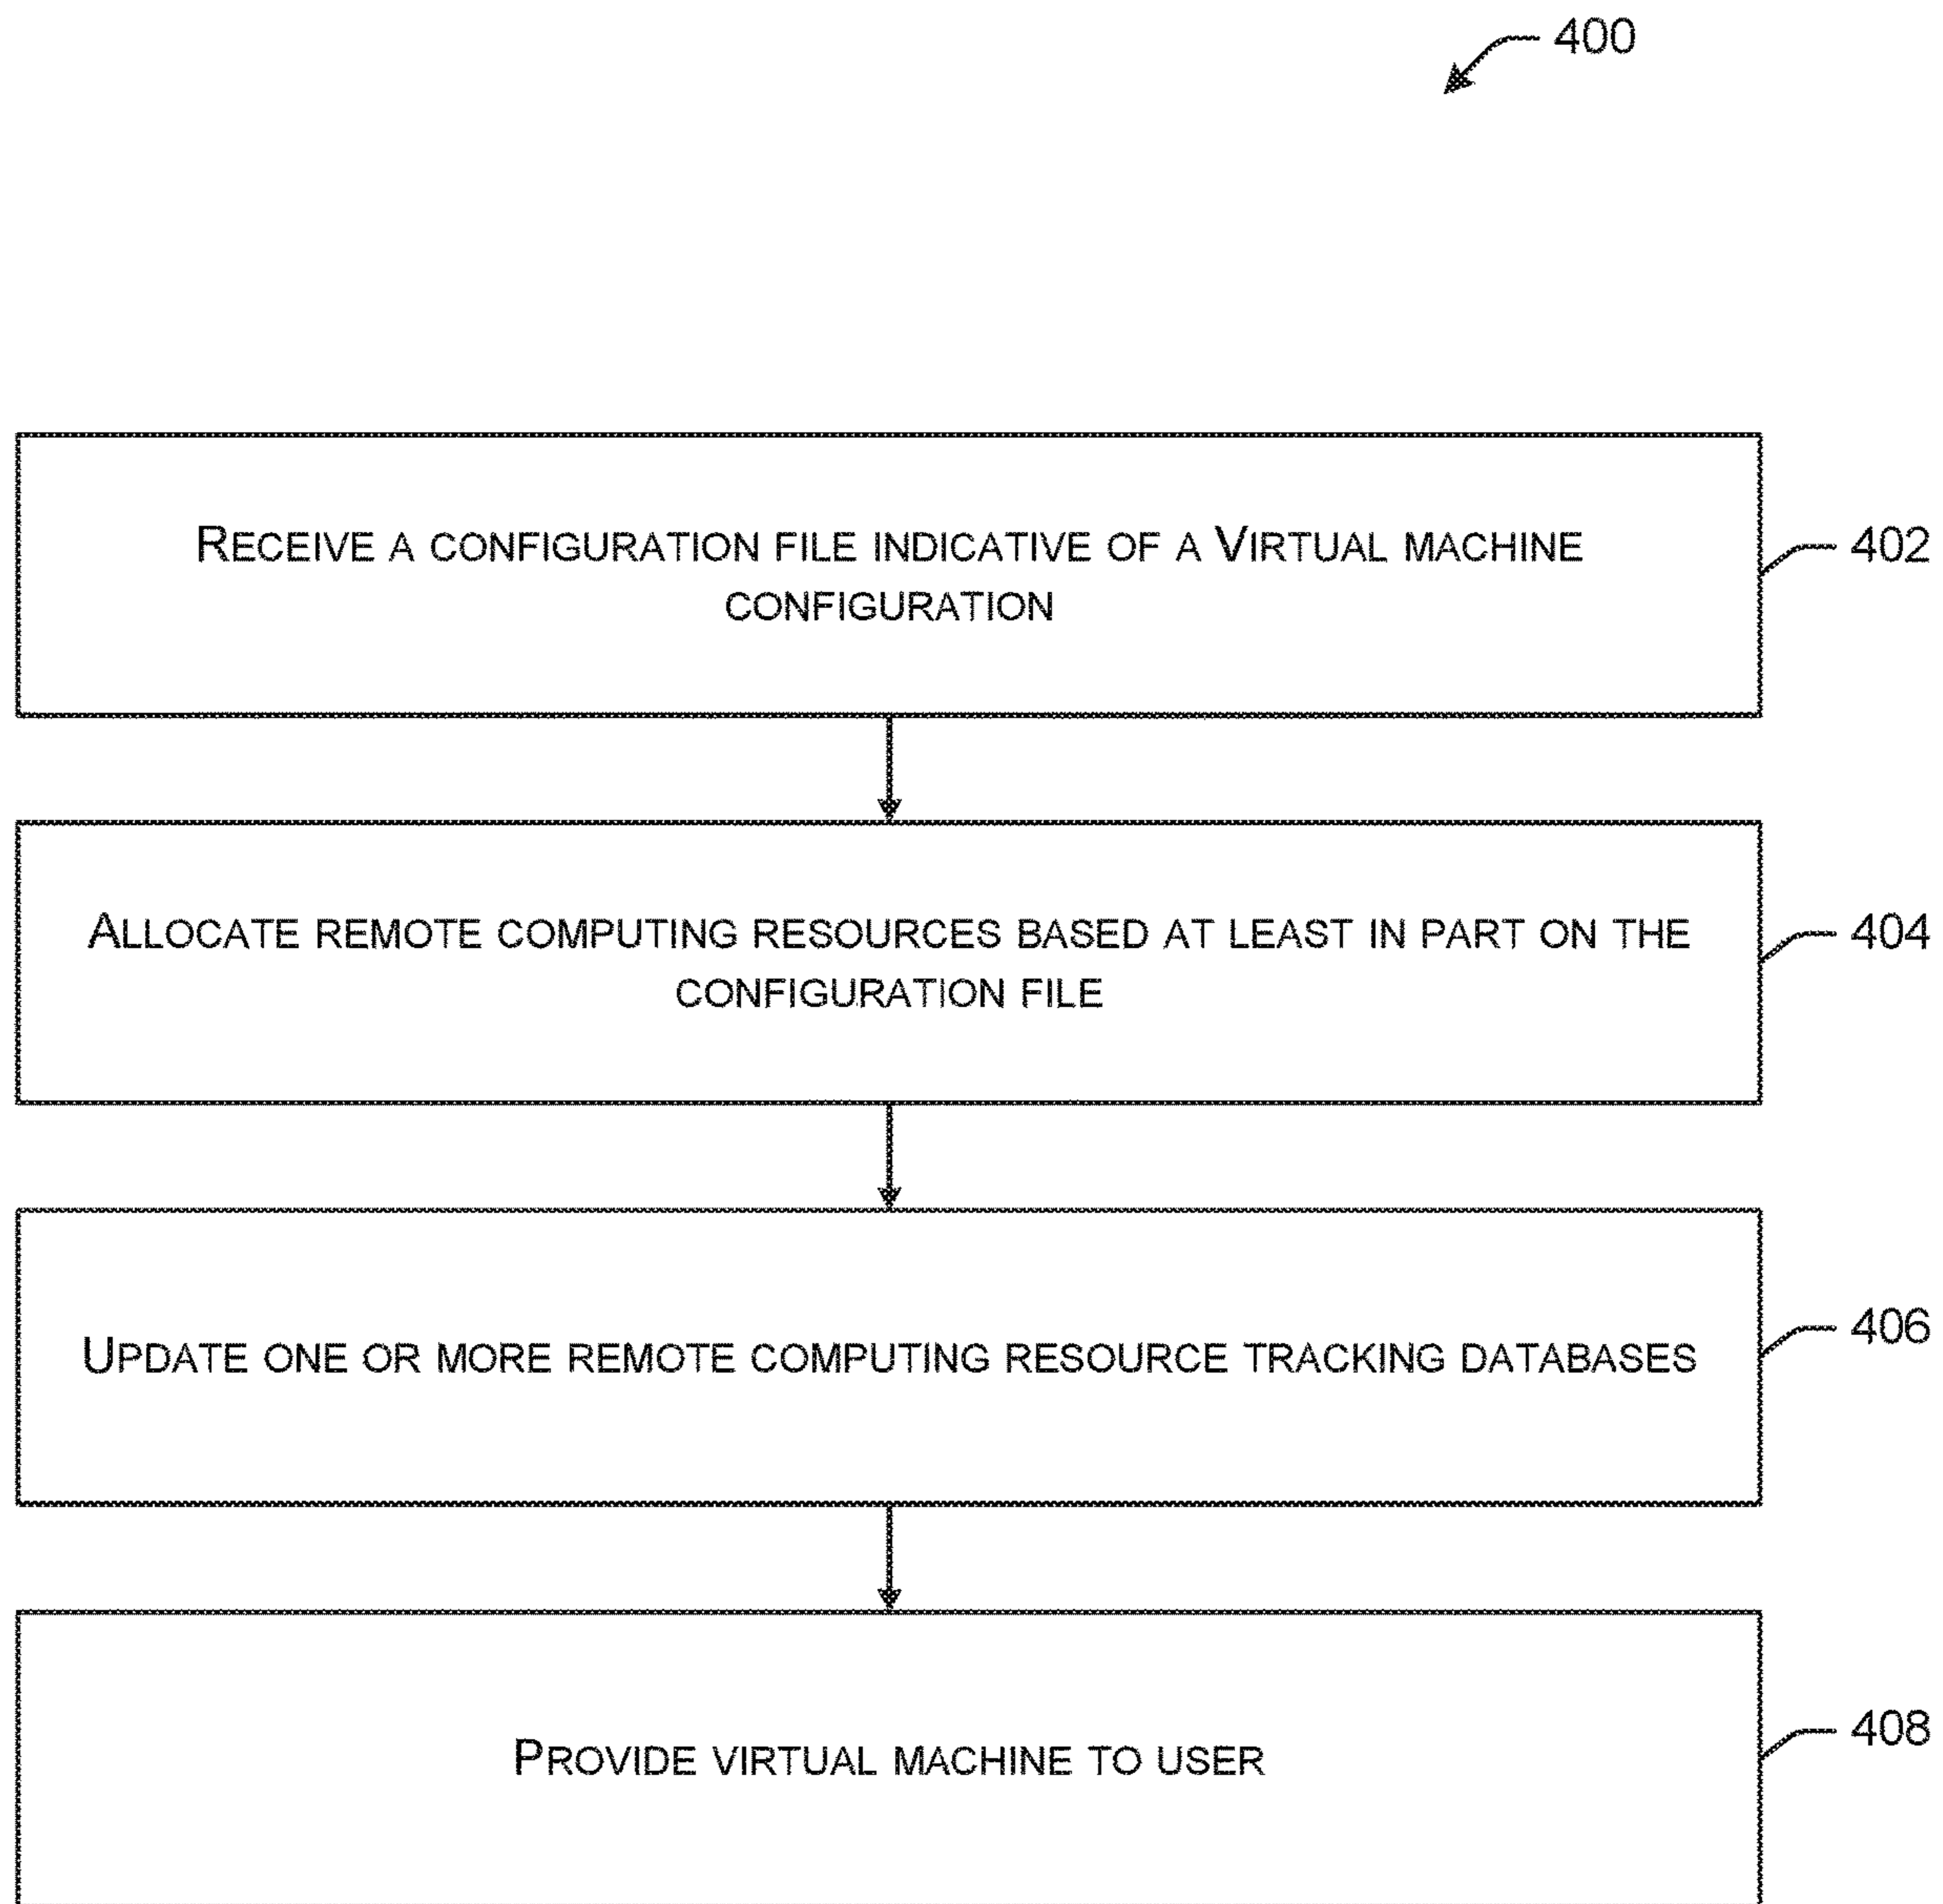 400
RECEIVE A CONFIGURATION FILE INDICATIVE OF A VIRTUAL MACHINE
CONFIGURATION
402
ALLOCATE REMOTE COMPUTING RESOURCES BASED AT LEAST IN PART ON THE
CONFIGURATION FILE
404
UPDATE ONE OR MORE REMOTE COMPUTING RESOURCE TRACKING DATABASES
406
PROVIDE VIRTUAL MACHINE TO USER
408